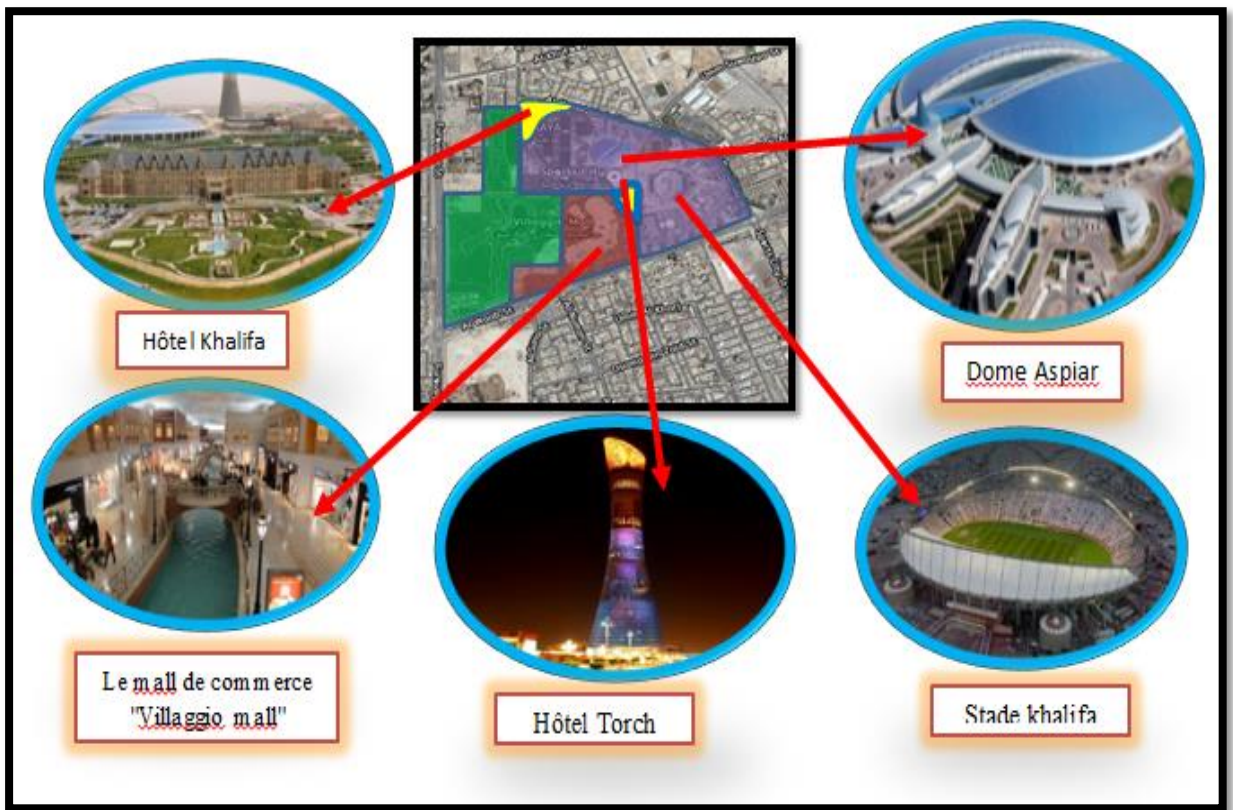 Hôtel Khalifa
Dome Aspiar
Le mall de commerce
"Villaggio mall"
Hôtel Torch
Stade khalifa